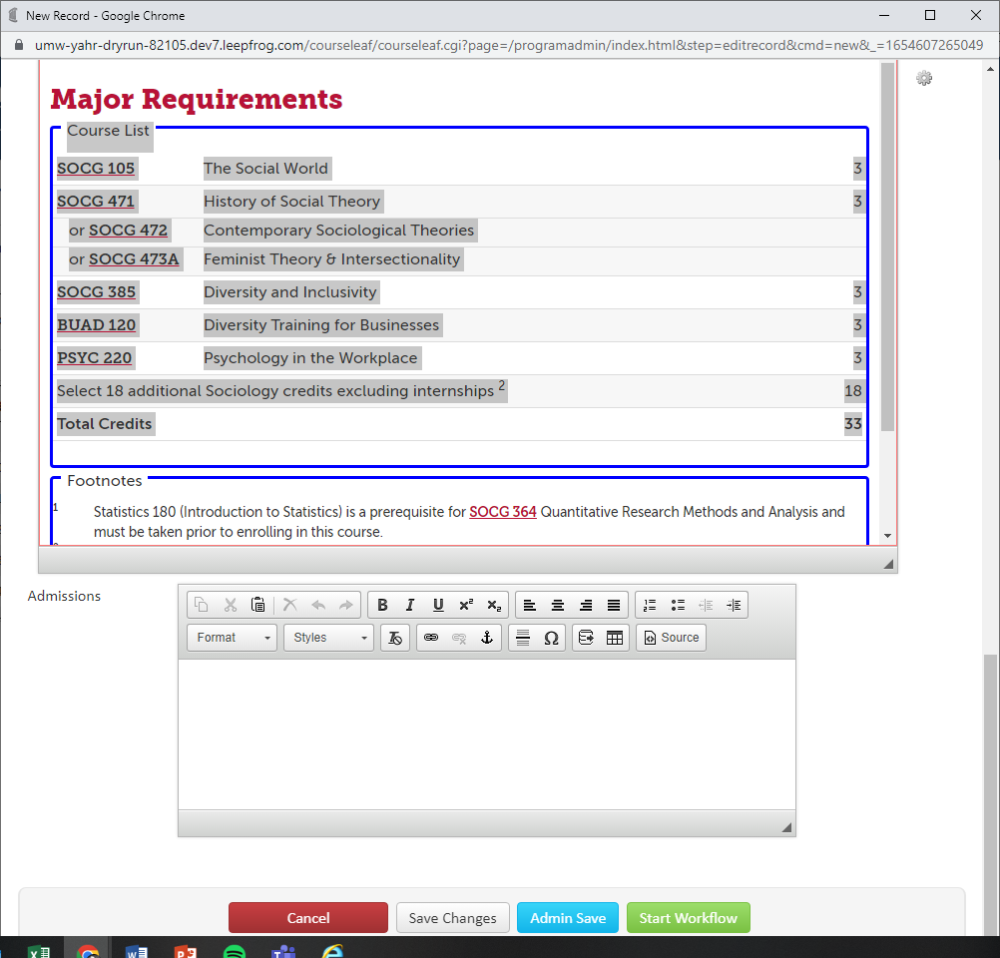 New Record - Google Chrome
umw-yahr-dryrun-82105.dev7.leepfrog.com/courseleaf/courseleaf.cgi?page=/programadmin/index.html&step=editrecord&cmd=new&_=1654607265049
Major Requirements
Course List
SOCG 105 The Social World 3
SOCG 471 History of Social Theory 3
or SOCG 472 Contemporary Sociological Theories
or SOCG 473A Feminist Theory & Intersectionality
SOCG 385 Diversity and Inclusivity 3
BUAD 120 Diversity Training for Businesses 3
PSYC 220 Psychology in the Workplace 3
Select 18 additional Sociology credits excluding internships 2 18
Total Credits 33
Footnotes
1 Statistics 180 (Introduction to Statistics) is a prerequisite for SOCG 364 Quantitative Research Methods and Analysis and
must be taken prior to enrolling in this course.
Admissions
B I U x² x₂
Format Styles Ω Source
Cancel Save Changes Admin Save Start Workflow